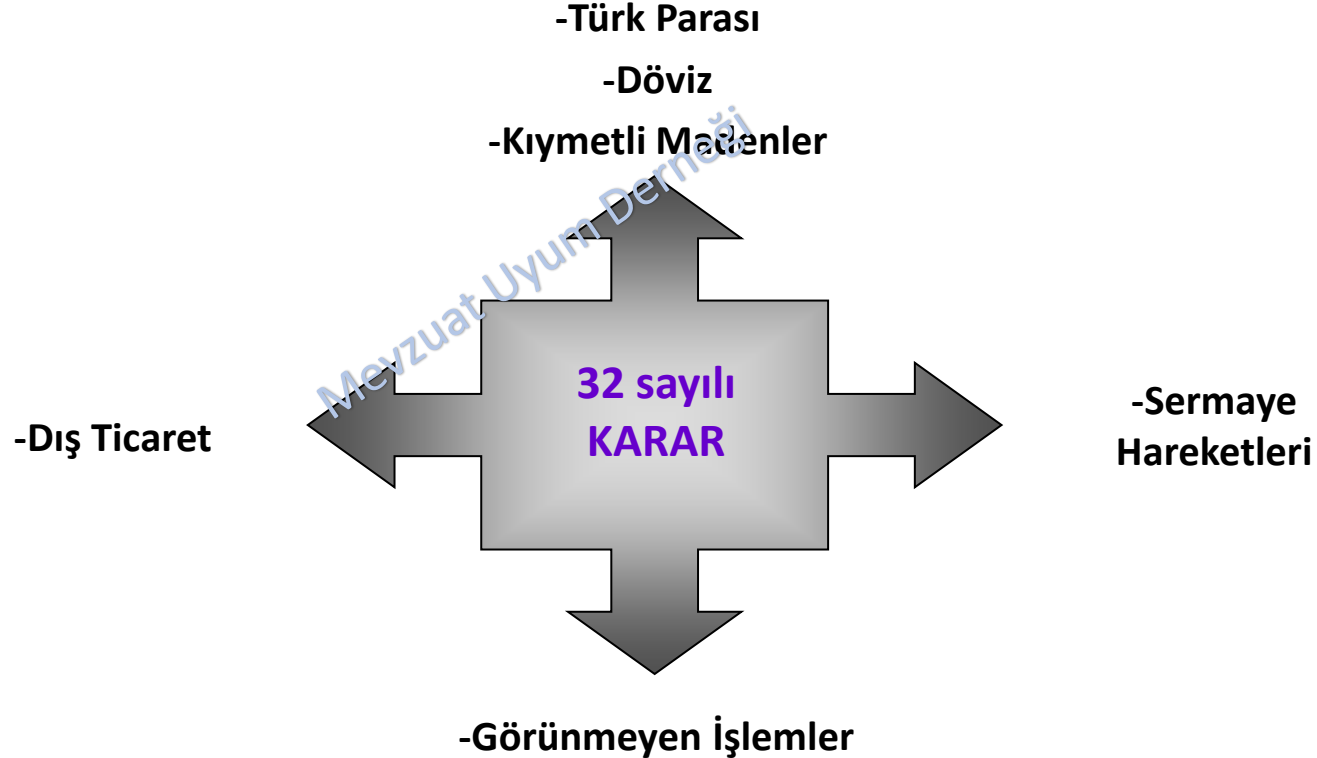 -Türk Parası
-Döviz
-Kıymetli Madenler
Mevzuat Uyum Derneği
32 sayılı
KARAR
-Dış Ticaret
-Sermaye
Hareketleri
-Görünmeyen İşlemler